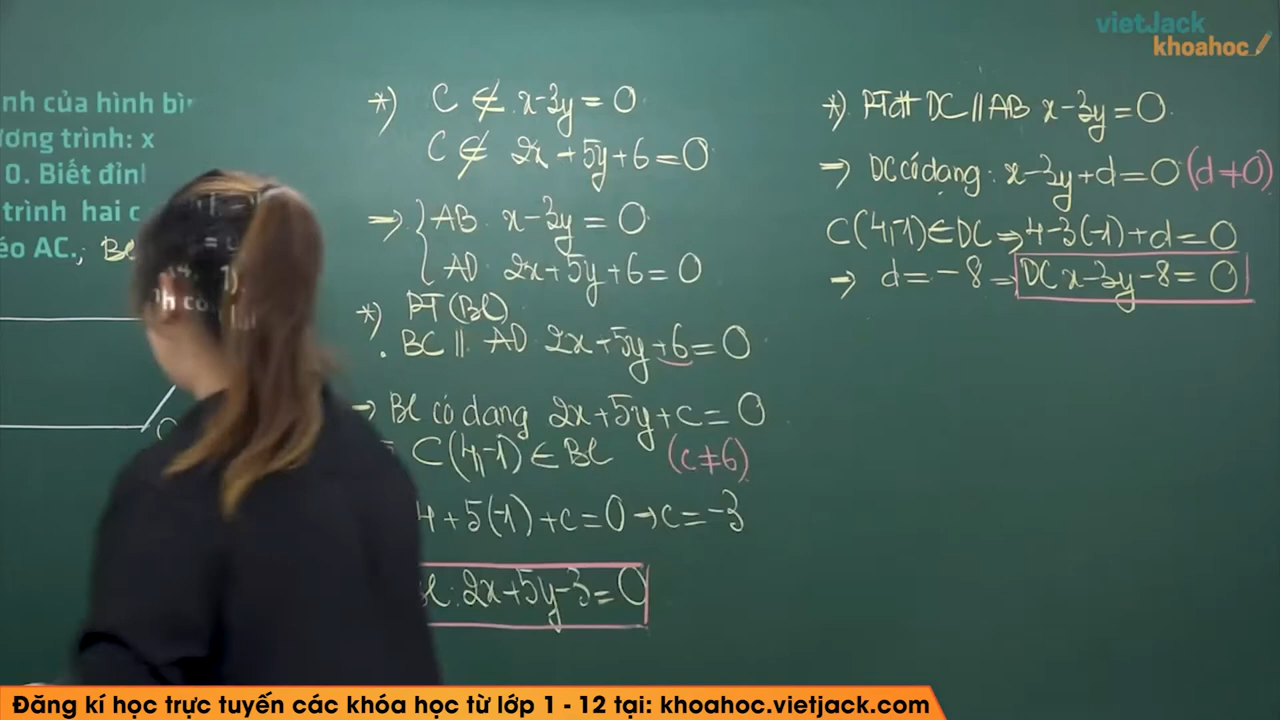 vietJack
khoahoc
nh của hình bìn
ương trình: x
0. Biết đỉnl
trình hai c
éo AC., BC
*) C ∉ x-3y = 0
C ∉ 2x + 5y + 6 = 0
→ { AB: x-3y = 0
AD: 2x + 5y + 6 = 0
*) PT (BC)
. BC // AD 2x+5y+6 = 0
→ BC có dạng 2x+5y+c = 0
C(4,-1) ∈ BC (c ≠ 6)
4 + 5(-1) + c = 0 → c = -3
: 2x+5y-3 = 0
*) PTđt DC // AB x-3y = 0
→ DC có dạng: x-3y+d = 0 (d ≠ 0)
C(4,-1) ∈ DC → 4-3(-1)+d = 0
→ d = -8 = DC x-3y-8 = 0
Đăng kí học trực tuyến các khóa học từ lớp 1 - 12 tại: khoahoc.vietjack.com